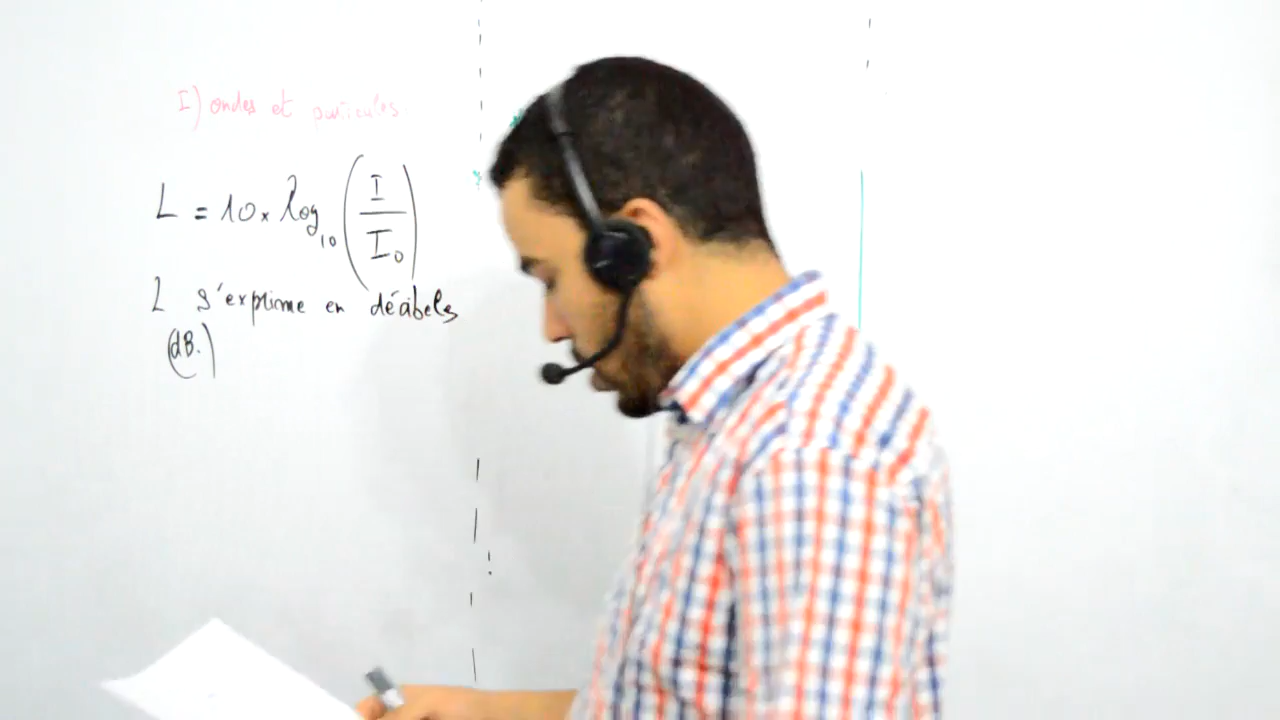 I) ondes et particules
L = 10 × log₁₀ (I / I₀)
L s'exprime en décibels
(dB.)